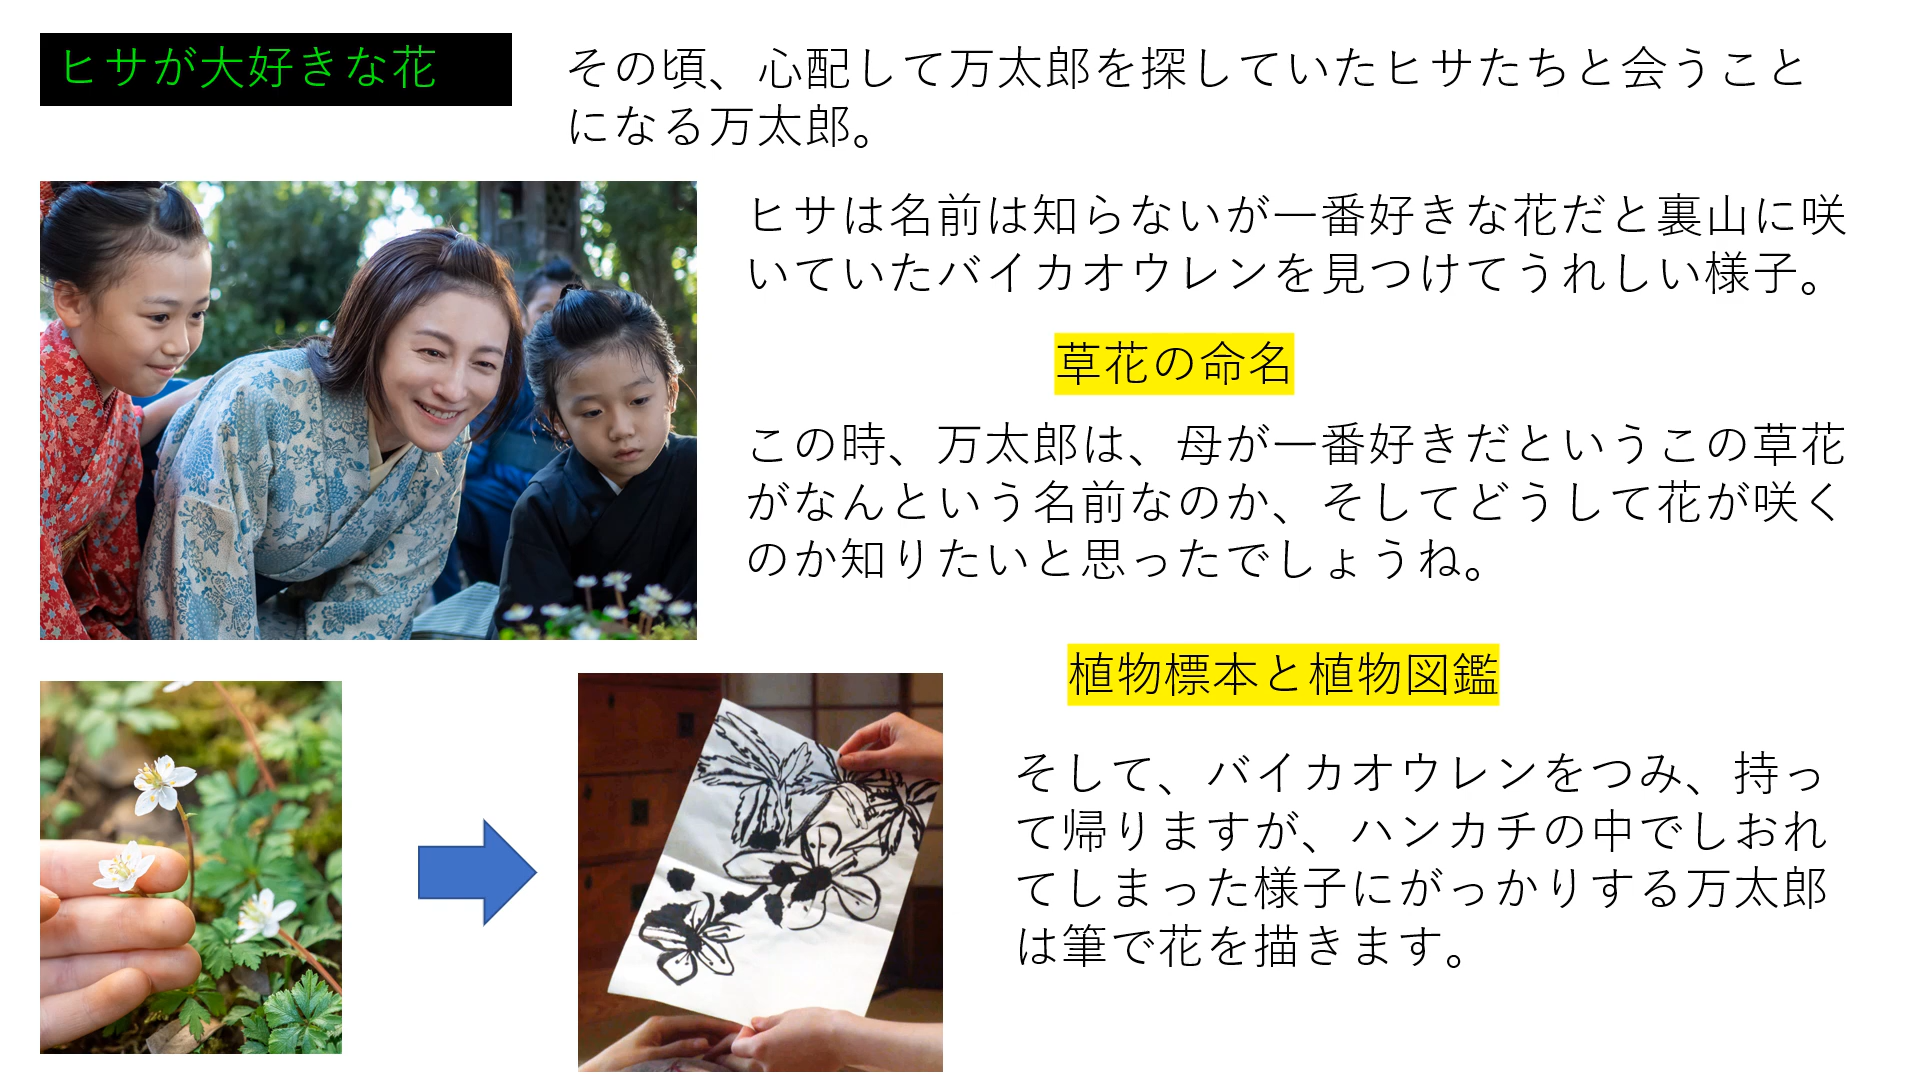 ヒサが大好きな花
その頃、心配して万太郎を探していたヒサたちと会うこと
になる万太郎。
ヒサは名前は知らないが一番好きな花だと裏山に咲
いていたバイカオウレンを見つけてうれしい様子。
草花の命名
この時、万太郎は、母が一番好きだというこの草花
がなんという名前なのか、そしてどうして花が咲く
のか知りたいと思ったでしょうね。
植物標本と植物図鑑
そして、バイカオウレンをつみ、持っ
て帰りますが、ハンカチの中でしおれ
てしまった様子にがっかりする万太郎
は筆で花を描きます。